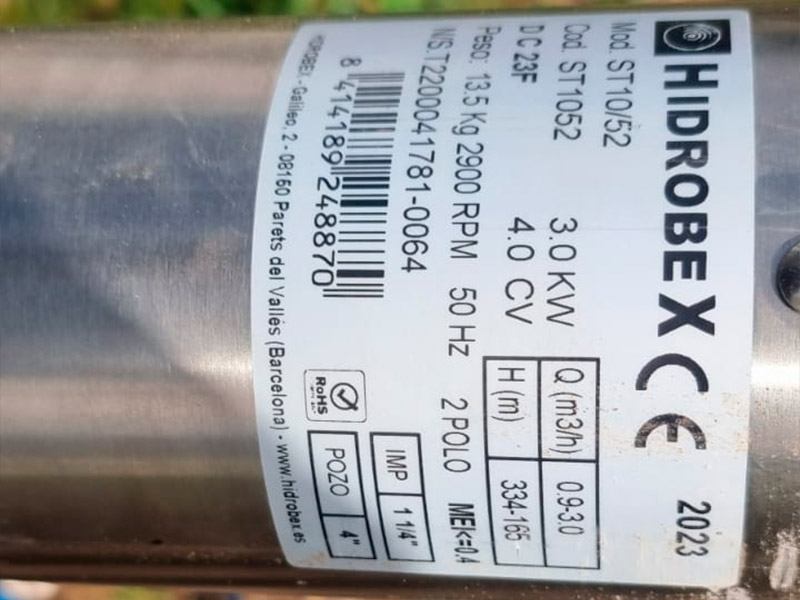 HIDROBEX CE 2023
Mod. ST10/52
Cod. ST1052 3.0 KW
D C 23F 4.0 CV
Q (m3/h) 0.9-3.0
H (m) 334-165
Peso: 13.5 Kg 2900 RPM 50 Hz 2 POLO MEI<=0,4
N/S.T2200041781-0064
IMP 1 1/4"
8 414189 248870
RoHS
POZO 4"
HIDROBEX - Galileo, 2 - 08150 Parets del Vallés (Barcelona) - www.hidrobex.es